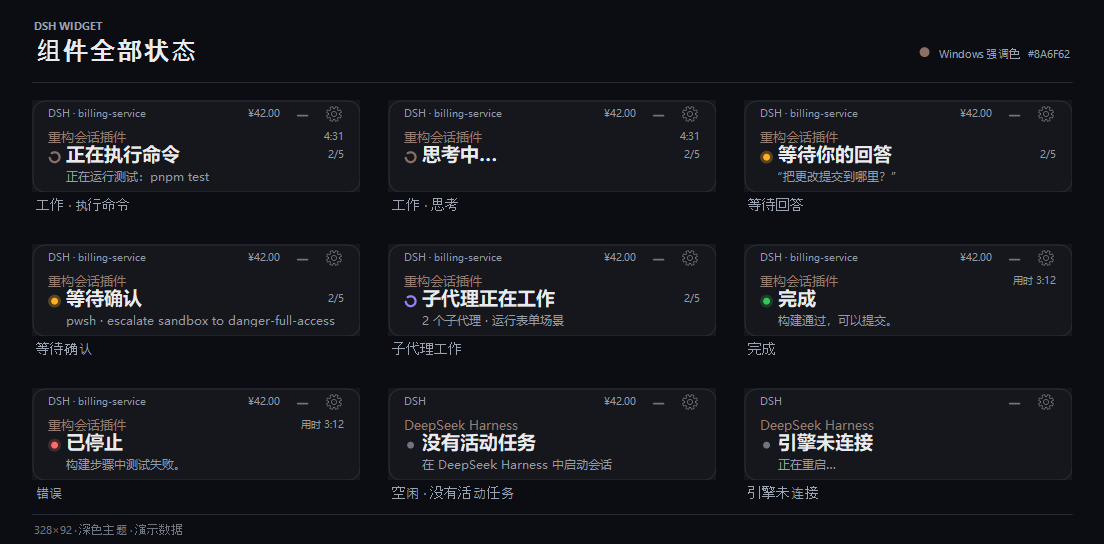 DSH WIDGET
组件全部状态
Windows 强调色 #8A6F62
DSH · billing-service ¥42.00
重构会话插件 4:31
正在执行命令 2/5
正在运行测试：pnpm test
工作 · 执行命令
DSH · billing-service ¥42.00
重构会话插件 4:31
思考中... 2/5
工作 · 思考
DSH · billing-service ¥42.00
重构会话插件
等待你的回答 2/5
“把更改提交到哪里？”
等待回答
DSH · billing-service ¥42.00
重构会话插件
等待确认 2/5
pwsh · escalate sandbox to danger-full-access
等待确认
DSH · billing-service ¥42.00
重构会话插件
子代理正在工作 2/5
2 个子代理 · 运行表单场景
子代理工作
DSH · billing-service ¥42.00
重构会话插件 用时 3:12
完成
构建通过，可以提交。
完成
DSH · billing-service ¥42.00
重构会话插件 用时 3:12
已停止
构建步骤中测试失败。
错误
DSH ¥42.00
DeepSeek Harness
没有活动任务
在 DeepSeek Harness 中启动会话
空闲 · 没有活动任务
DSH
DeepSeek Harness
引擎未连接
正在重启...
引擎未连接
328×92 · 深色主题 · 演示数据